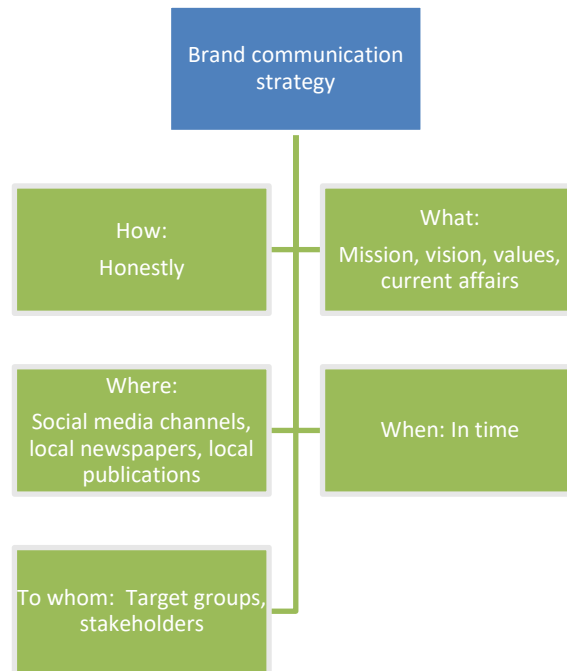 Brand communication
strategy
How:
Honestly
What:
Mission, vision, values,
current affairs
Where:
Social media channels,
local newspapers, local
publications
When: In time
To whom:  Target groups,
stakeholders